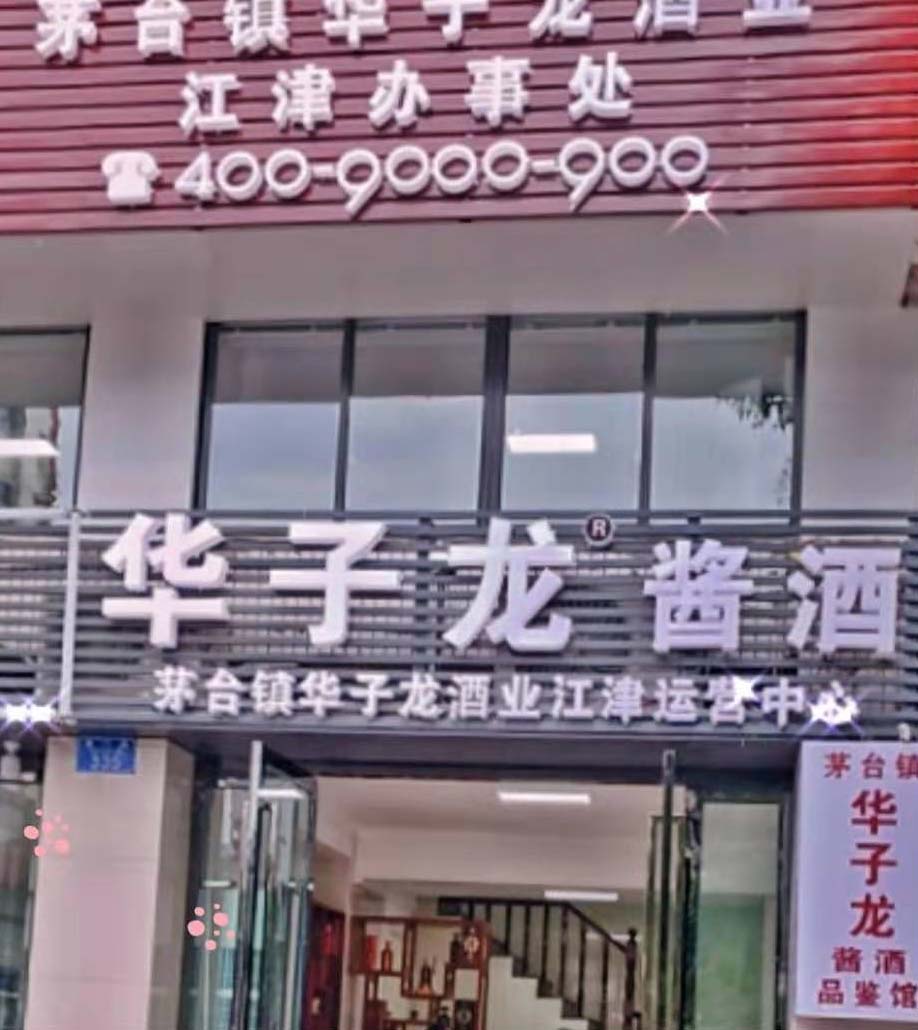 茅台镇华子龙酒业
江津办事处
400-9000-900
华子龙®酱酒
茅台镇华子龙酒业江津运营中心
茅台镇
华子龙
酱酒
品鉴馆